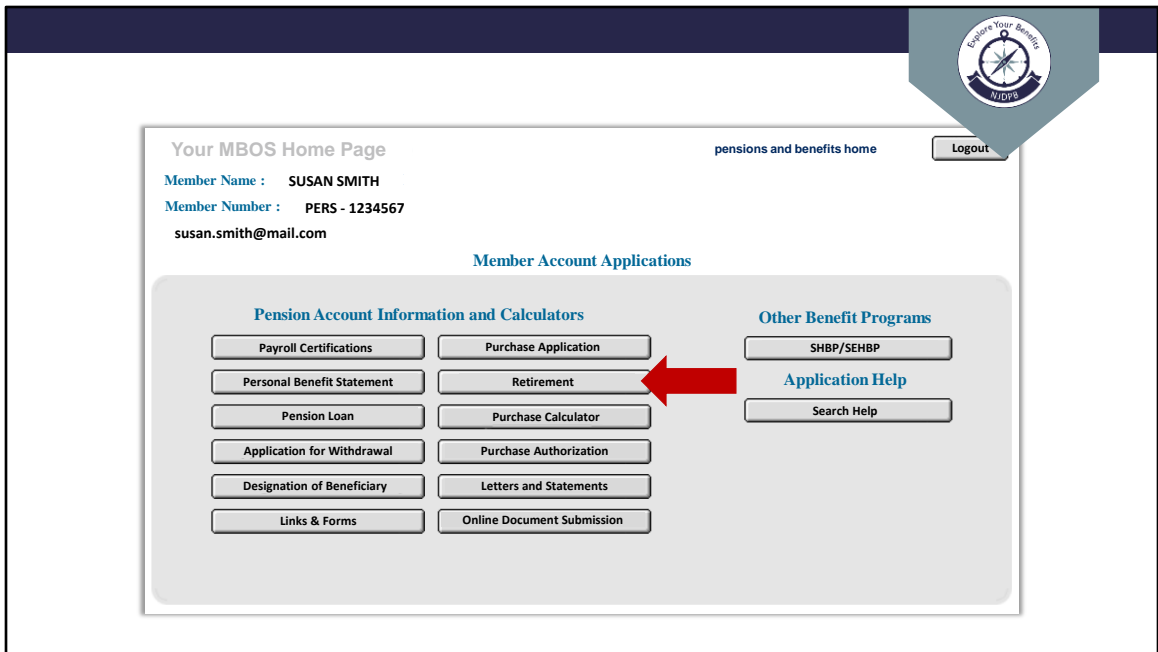 Explore Your Benefits
NJDPB
Your MBOS Home Page
pensions and benefits home
Logout
Member Name : SUSAN SMITH
Member Number : PERS - 1234567
susan.smith@mail.com
Member Account Applications
Pension Account Information and Calculators
Payroll Certifications
Purchase Application
Personal Benefit Statement
Retirement
Pension Loan
Purchase Calculator
Application for Withdrawal
Purchase Authorization
Designation of Beneficiary
Letters and Statements
Links & Forms
Online Document Submission
Other Benefit Programs
SHBP/SEHBP
Application Help
Search Help